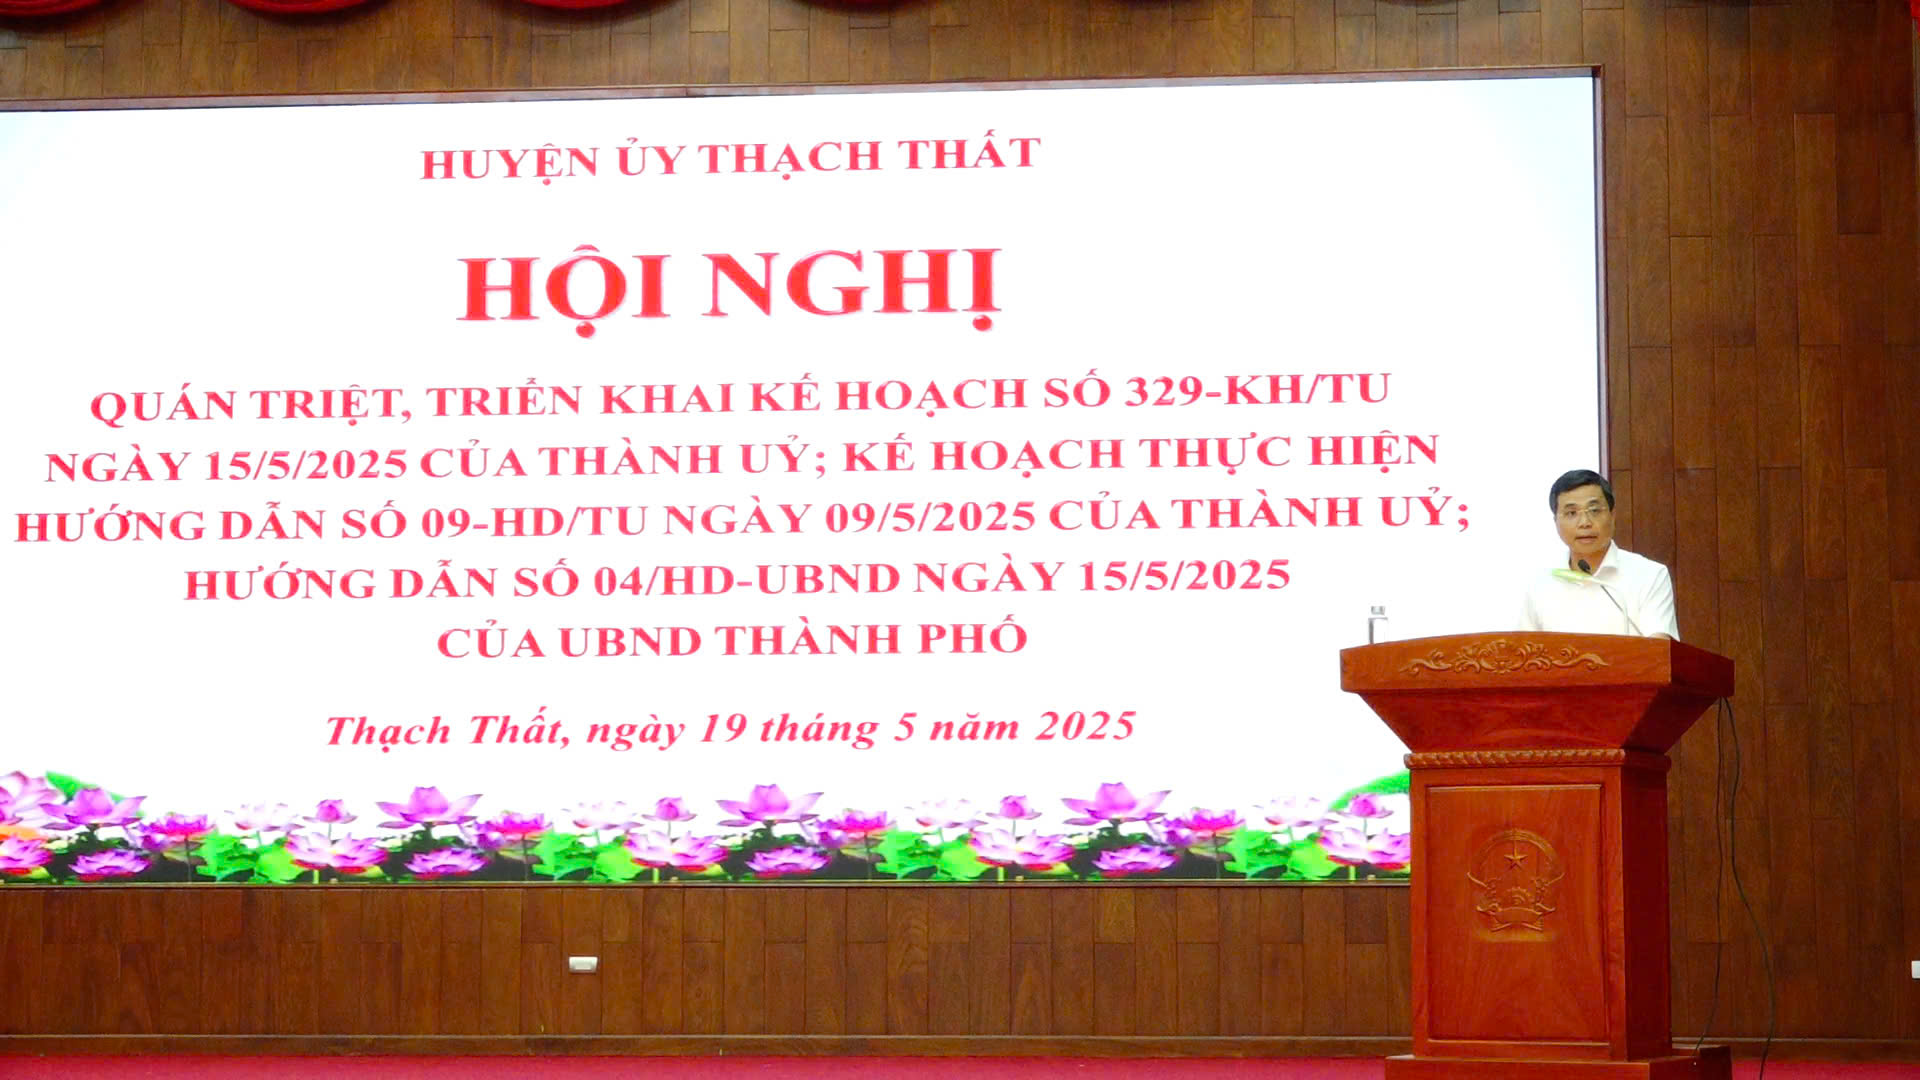 HUYỆN ỦY THẠCH THẤT
HỘI NGHỊ
QUÁN TRIỆT, TRIỂN KHAI KẾ HOẠCH SỐ 329-KH/TU
NGÀY 15/5/2025 CỦA THÀNH UỶ; KẾ HOẠCH THỰC HIỆN
HƯỚNG DẪN SỐ 09-HD/TU NGÀY 09/5/2025 CỦA THÀNH UỶ;
HƯỚNG DẪN SỐ 04/HD-UBND NGÀY 15/5/2025
CỦA UBND THÀNH PHỐ
Thạch Thất, ngày 19 tháng 5 năm 2025